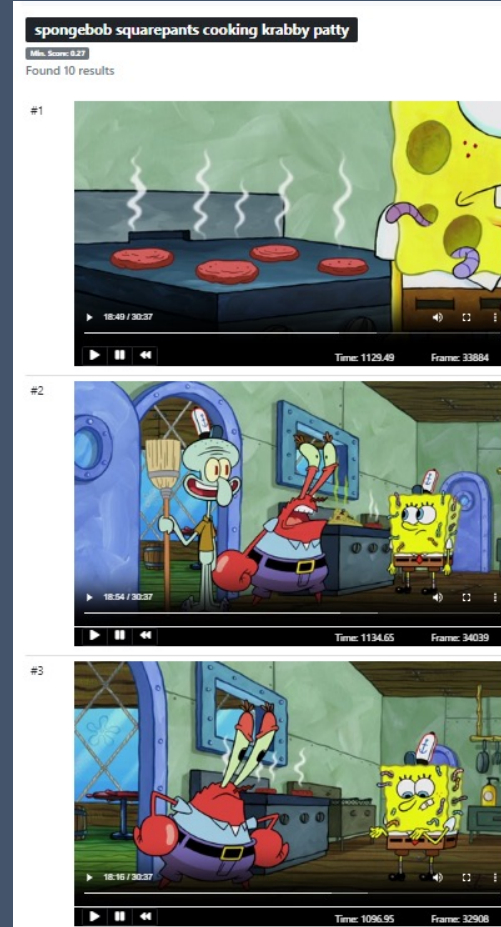 spongebob squarepants cooking krabby patty
Min. Score: 0.27
Found 10 results
#1
18:49 / 30:37
Time: 1129.49 Frame: 33884
#2
18:54 / 30:37
Time: 1134.65 Frame: 34039
#3
18:16 / 30:37
Time: 1096.95 Frame: 32908